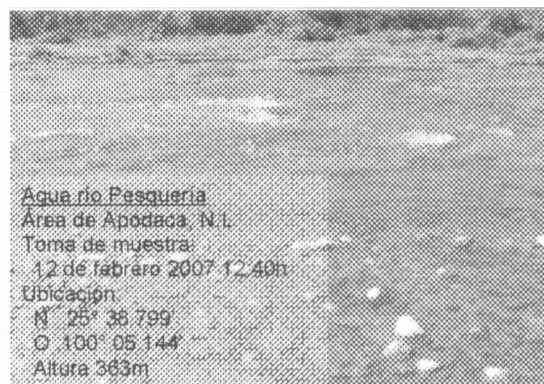 Agua río Pesquería
Área de Apodaca, N.L
Toma de muestra:
12 de febrero 2007 12:40h
Ubicación:
N 25° 38.799'
O 100° 05.144'
Altura 363m